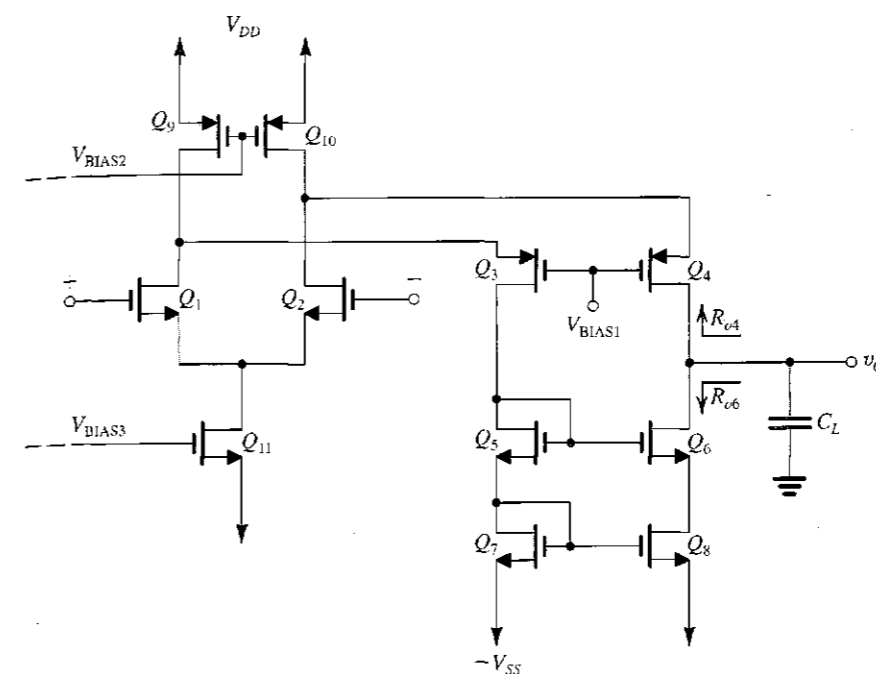 V_DD
Q_9
Q_10
V_BIAS2
+
Q_1
Q_2
−
Q_3
Q_4
V_BIAS1
R_o4
R_o6
C_L
V_BIAS3
Q_11
Q_5
Q_6
Q_7
Q_8
−V_SS